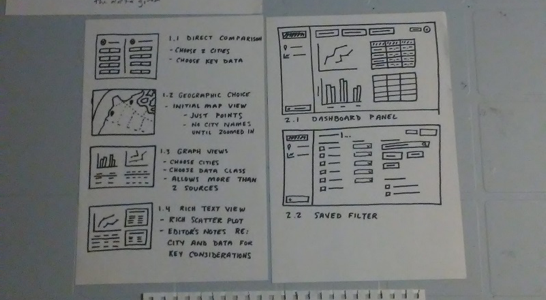 1.1 DIRECT COMPARISON
- CHOOSE 2 CITIES
- CHOOSE KEY DATA
1.2 GEOGRAPHIC CHOICE
- INITIAL MAP VIEW
- JUST POINTS
- NO CITY NAMES
UNTIL ZOOMED IN
1.3 GRAPH VIEWS
- CHOOSE CITIES
- CHOOSE DATA CLASS
- ALLOWS MORE THAN
2 SOURCES
1.4 RICH TEXT VIEW
- RICH SCATTER PLOT
- EDITOR'S NOTES RE:
CITY AND DATA FOR
KEY CONSIDERATIONS
2.1 DASHBOARD PANEL
2.2 SAVED FILTER